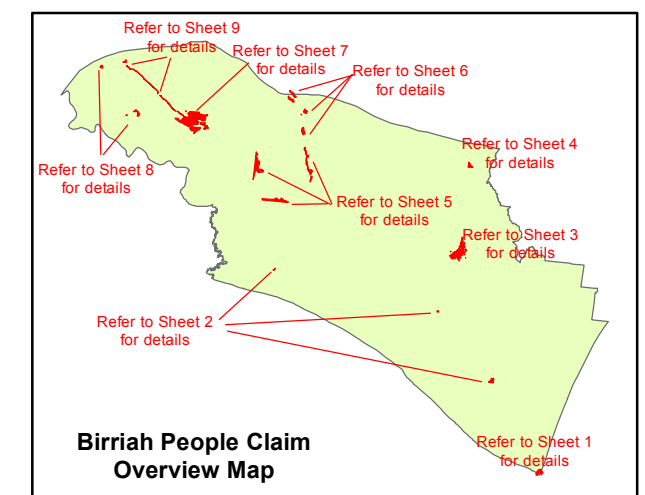 Refer to Sheet 9
for details
Refer to Sheet 7
for details
Refer to Sheet 6
for details
Refer to Sheet 4
for details
Refer to Sheet 8
for details
Refer to Sheet 5
for details
Refer to Sheet 3
for details
Refer to Sheet 2
for details
Birriah People Claim
Overview Map
Refer to Sheet 1
for details